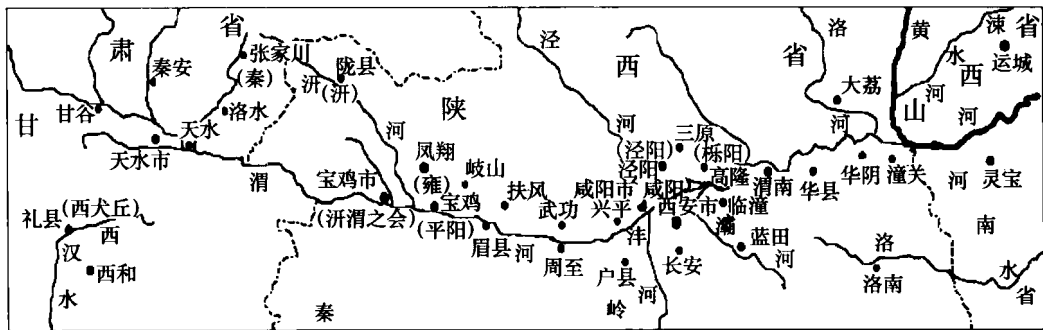 甘肃省
陕西省
山西省
河南省
秦岭
秦安
张家川
(秦)
陇县
(汧)
汧河
甘谷
洛水
天水
天水市
渭河
礼县
(西犬丘)
西和
西汉水
凤翔
(雍)
岐山
宝鸡市
(汧渭之会)
宝鸡
(平阳)
扶风
眉县
武功
周至
兴平
户县
泾河
三原
(泾阳)
泾阳
(栎阳)
高隆
咸阳市
咸阳
西安市
长安
沣河
临潼
灞河
蓝田
渭南
华县
华阴
潼关
大荔
洛河
黄河
涑水河
运城
灵宝
洛南
洛水